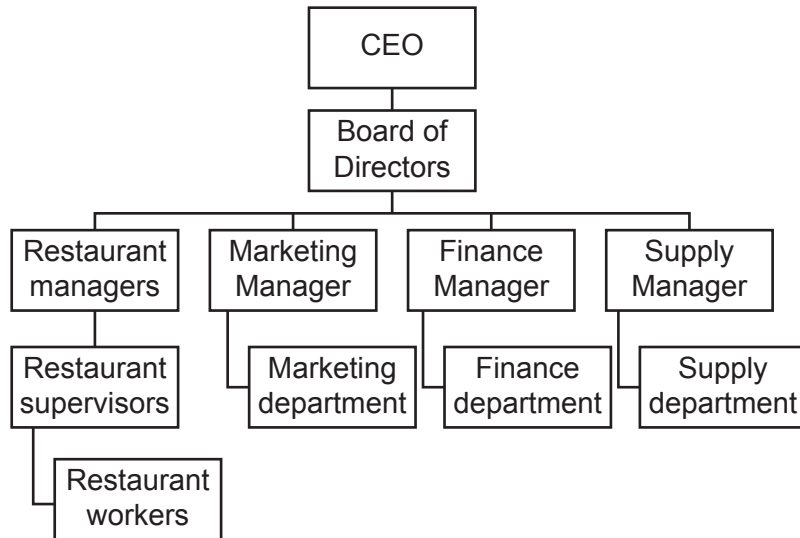 CEO
Board of
Directors
Restaurant
managers
Marketing
Manager
Finance
Manager
Supply
Manager
Restaurant
supervisors
Marketing
department
Finance
department
Supply
department
Restaurant
workers